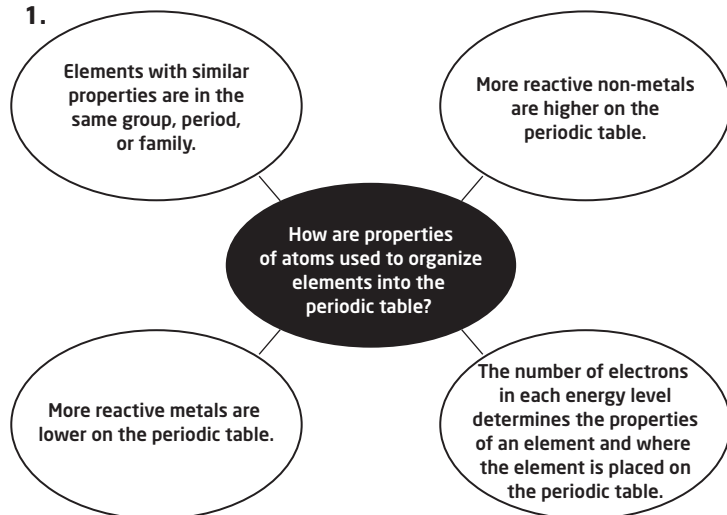 1.
Elements with similar
properties are in the
same group, period,
or family.
More reactive non-metals
are higher on the
periodic table.
How are properties
of atoms used to organize
elements into the
periodic table?
More reactive metals are
lower on the periodic table.
The number of electrons
in each energy level
determines the properties
of an element and where
the element is placed on
the periodic table.